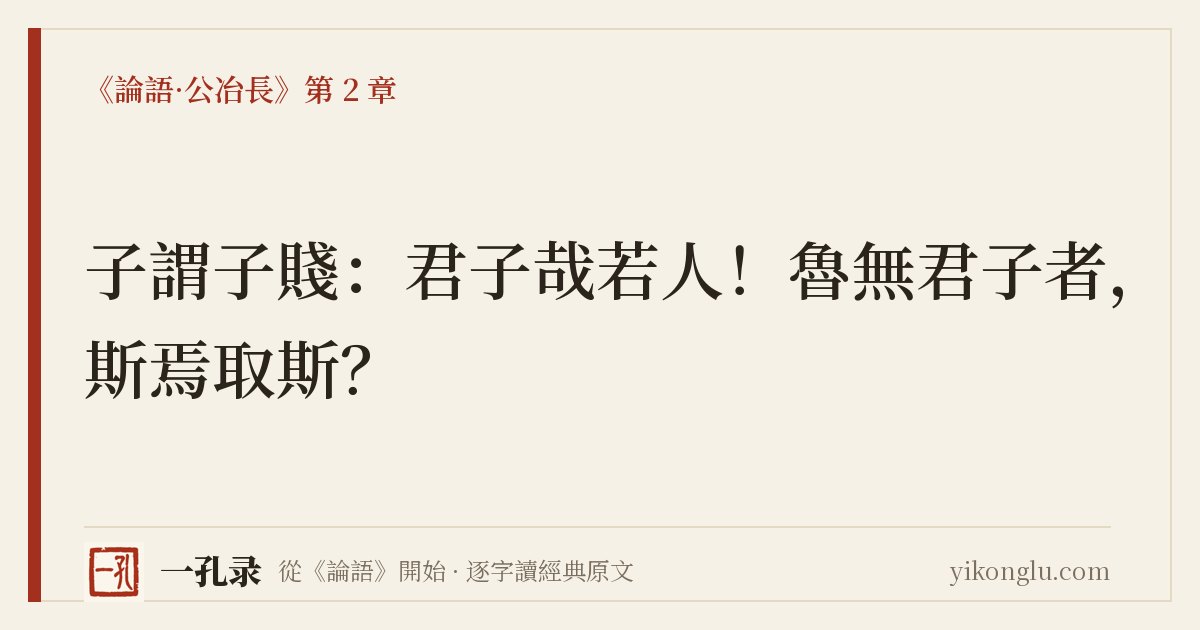 《論語·公冶長》第 2 章
子謂子賤：君子哉若人！魯無君子者，
斯焉取斯？
一孔
一孔录 從《論語》開始 · 逐字讀經典原文
yikonglu.com